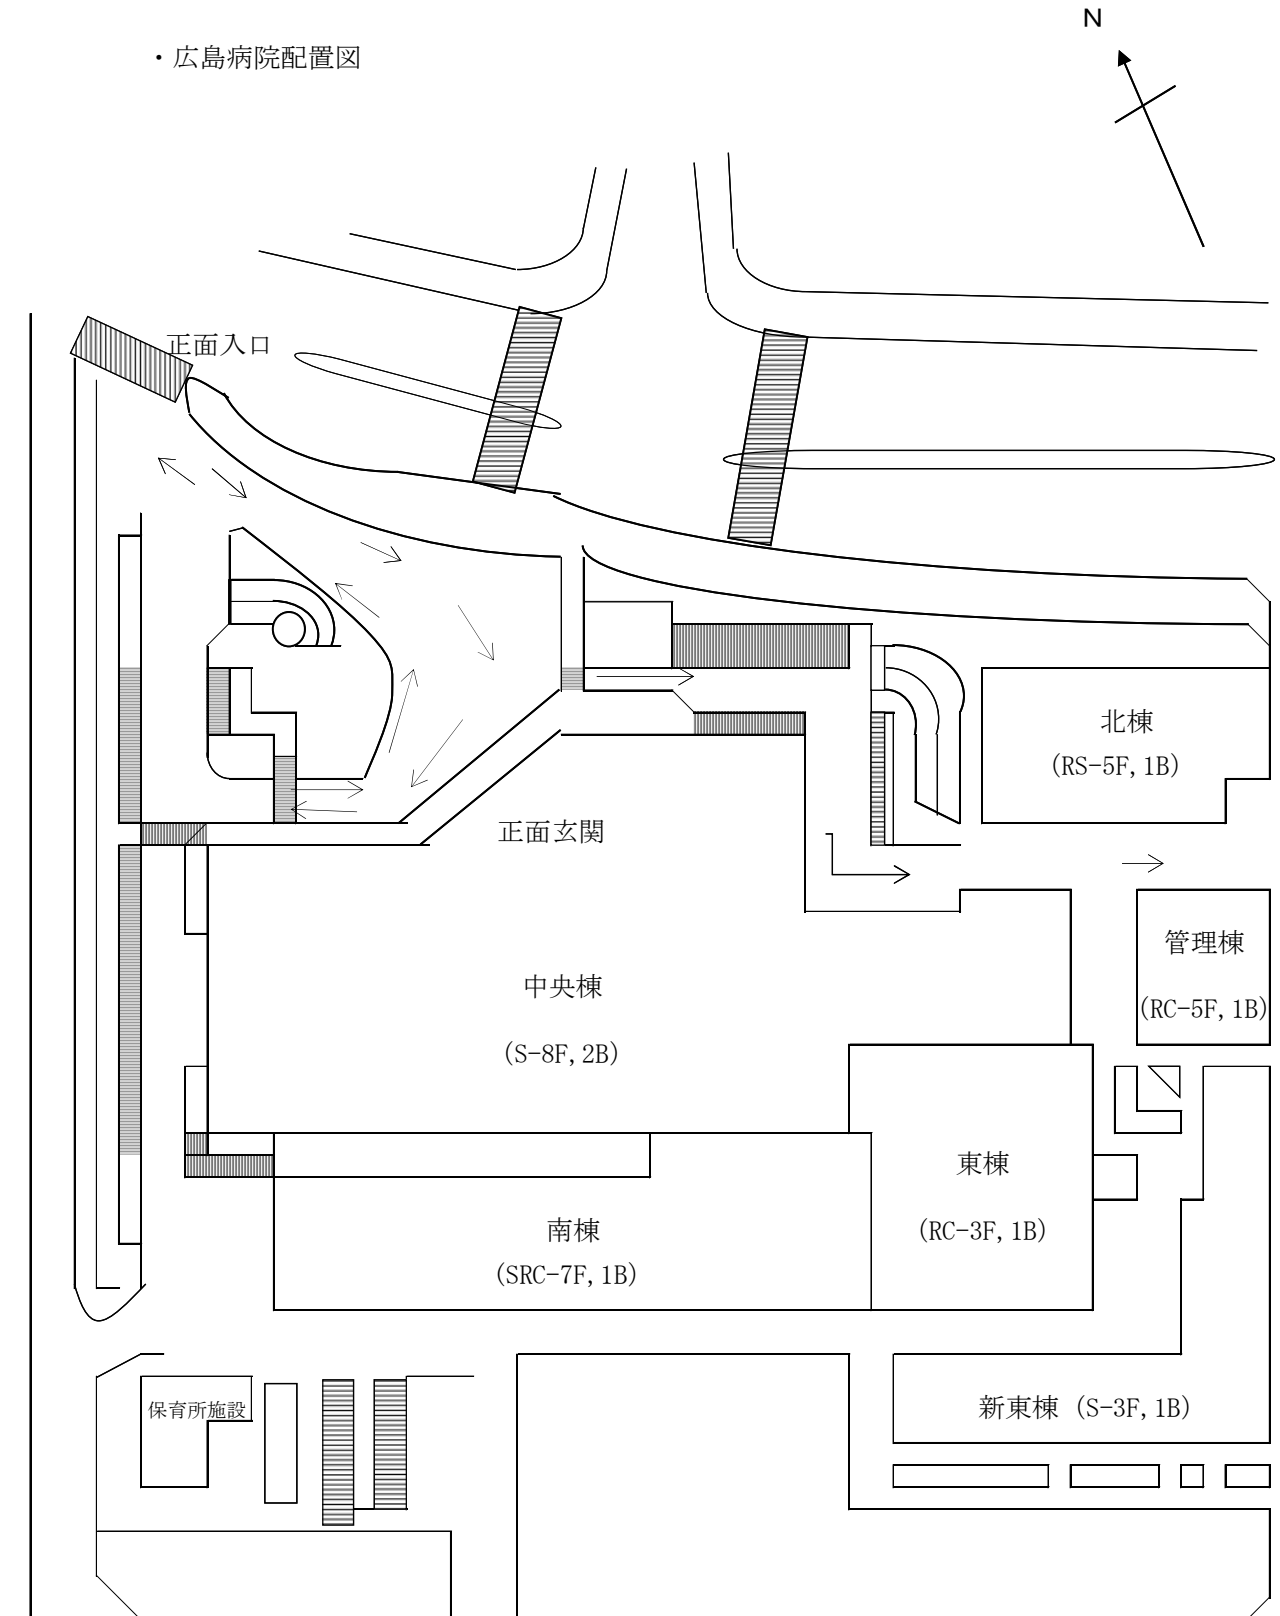 N
・広島病院配置図
正面入口
北棟
(RS-5F,1B)
正面玄関
管理棟
(RC-5F,1B)
中央棟
(S-8F,2B)
東棟
(RC-3F,1B)
南棟
(SRC-7F,1B)
保育所施設
新東棟 (S-3F,1B)